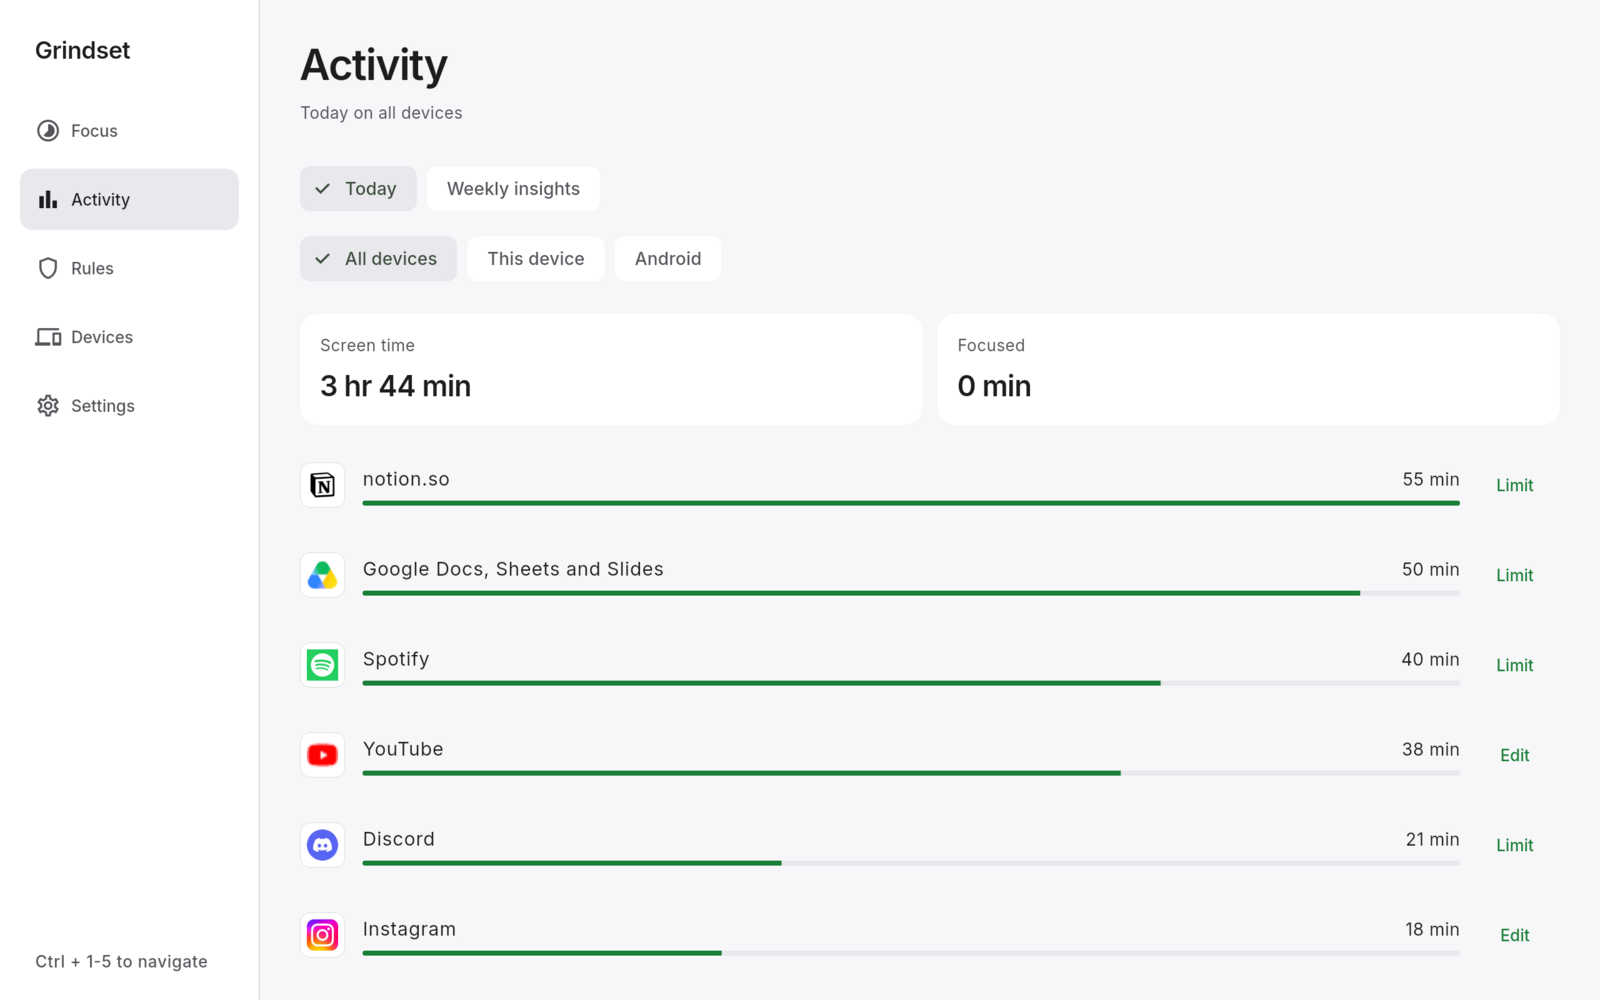 Grindset
Focus
Activity
Rules
Devices
Settings
Ctrl + 1-5 to navigate
Activity
Today on all devices
Today
Weekly insights
All devices
This device
Android
Screen time
3 hr 44 min
Focused
0 min
notion.so
55 min
Limit
Google Docs, Sheets and Slides
50 min
Limit
Spotify
40 min
Limit
YouTube
38 min
Edit
Discord
21 min
Limit
Instagram
18 min
Edit